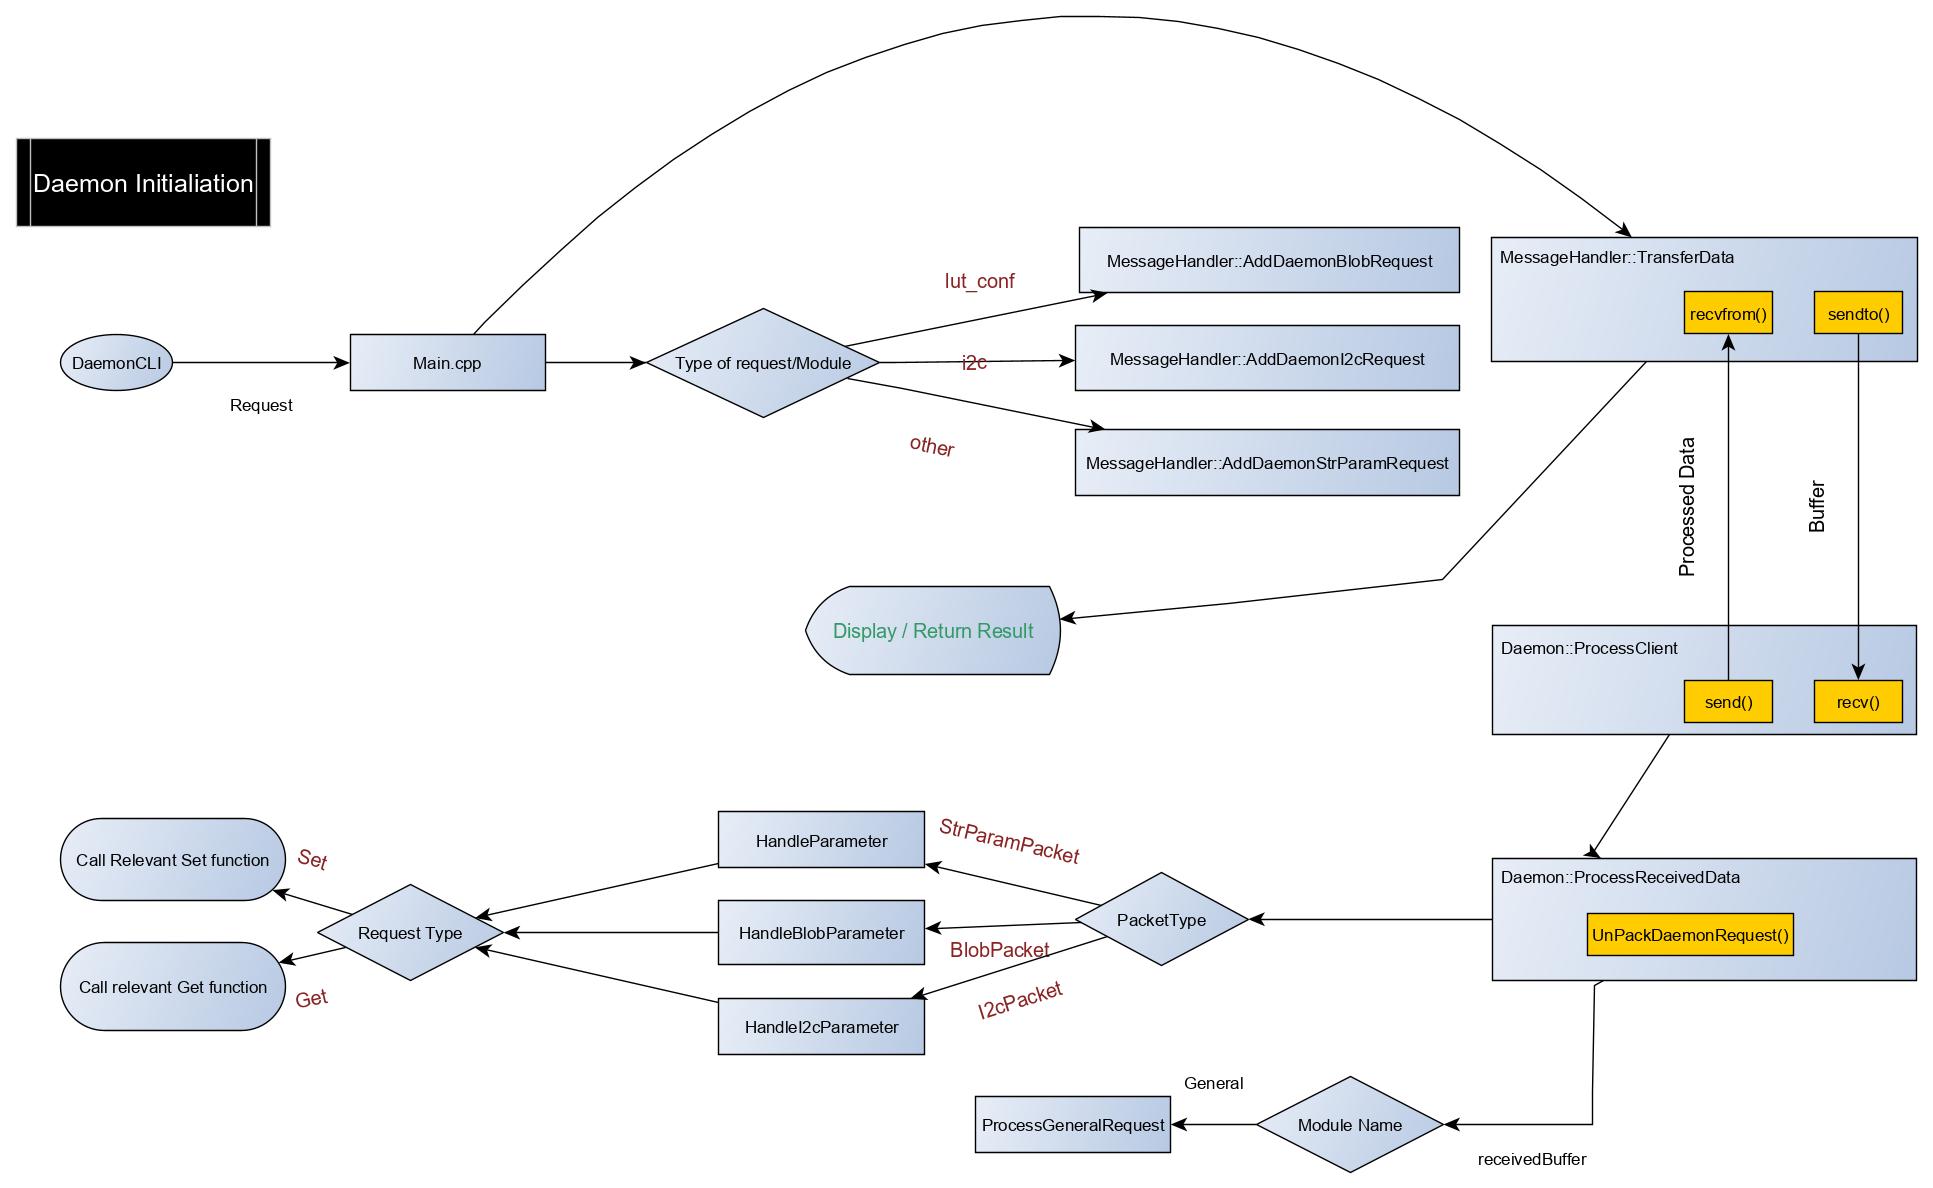 Daemon Initialiation
DaemonCLI
Request
Main.cpp
Type of request/Module
lut_conf
i2c
other
MessageHandler::AddDaemonBlobRequest
MessageHandler::AddDaemonI2cRequest
MessageHandler::AddDaemonStrParamRequest
MessageHandler::TransferData
recvfrom()
sendto()
Processed Data
Buffer
Display / Return Result
Daemon::ProcessClient
send()
recv()
Daemon::ProcessReceivedData
UnPackDaemonRequest()
PacketType
StrParamPacket
BlobPacket
I2cPacket
HandleParameter
HandleBlobParameter
HandleI2cParameter
Request Type
Set
Get
Call Relevant Set function
Call relevant Get function
General
ProcessGeneralRequest
Module Name
receivedBuffer